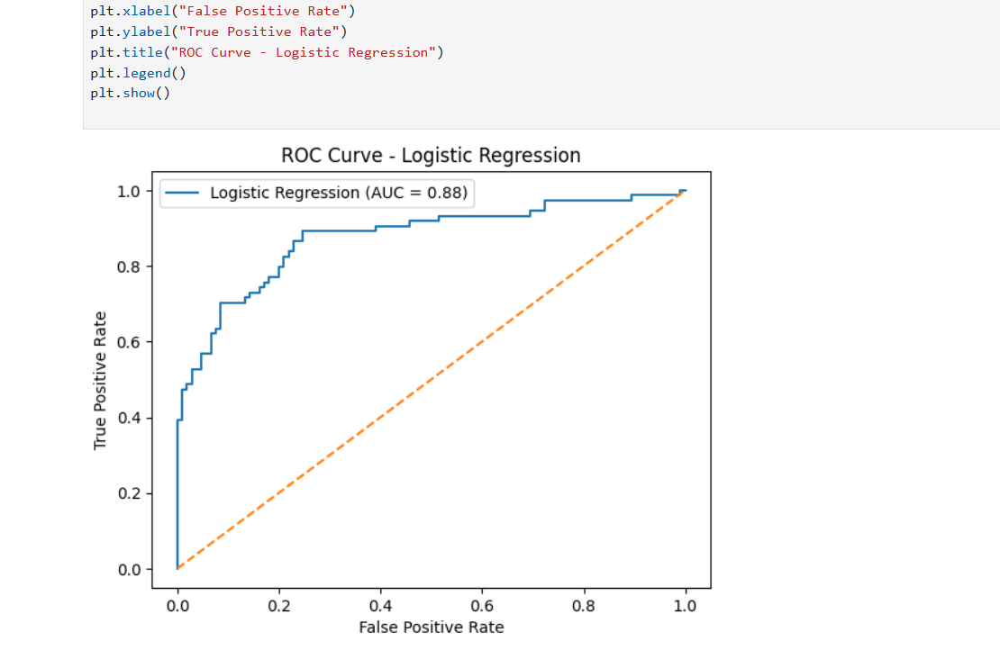 plt.xlabel("False Positive Rate")
plt.ylabel("True Positive Rate")
plt.title("ROC Curve - Logistic Regression")
plt.legend()
plt.show()
ROC Curve - Logistic Regression
Logistic Regression (AUC = 0.88)
1.0
0.8
0.6
0.4
0.2
0.0
True Positive Rate
0.0 0.2 0.4 0.6 0.8 1.0
False Positive Rate